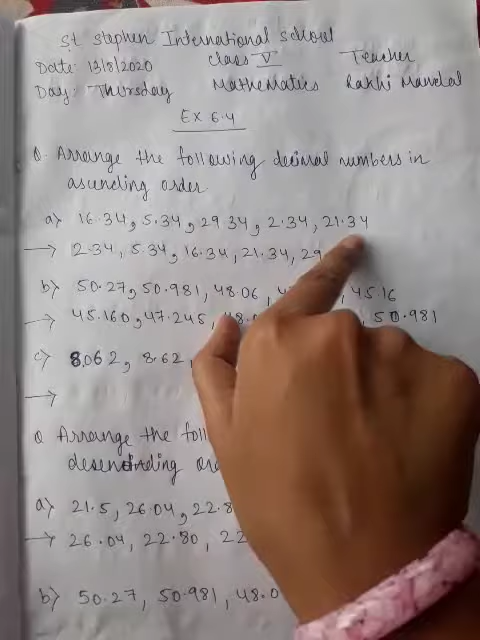 St Stephen International School
Date: 13/8/2020 Class V Teacher
Day: Thursday Mathematics Rakhi Mandal
Ex 6.4
Q. Arrange the following decimal numbers in
ascending order.
a) 16.34, 5.34, 29.34, 2.34, 21.34
→ 2.34, 5.34, 16.34, 21.34, 29
b) 50.27, 50.981, 48.06, 45.16
→ 45.160, 47.245, 50.981
c) 8.062, 8.62,
→
Q Arrange the
a) 21.5, 26.04, 22.8
→ 26.04, 22.80, 22
b) 50.27, 50.981, 48.0